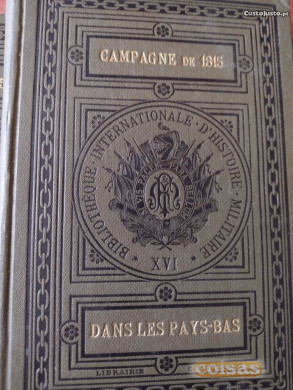 CustoJusto.pt
CAMPAGNE DE 1815
BIBLIOTHÈQUE · INTERNATIONALE · D'HISTOIRE · MILITAIRE ·
XVI
DANS LES PAYS-BAS
LIBRAIRIE
coisas